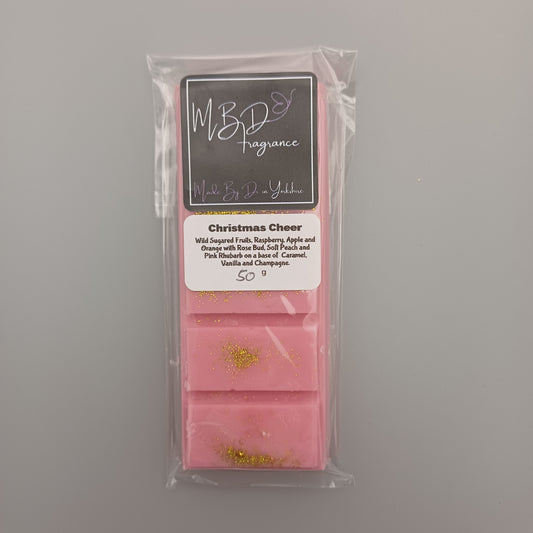 MBD
fragrance
Made By Di in Yorkshire
Christmas Cheer
Wild Sugared Fruits, Raspberry, Apple and
Orange with Rose Bud, Soft Peach and
Pink Rhubarb on a base of Caramel,
Vanilla and Champagne.
50 g